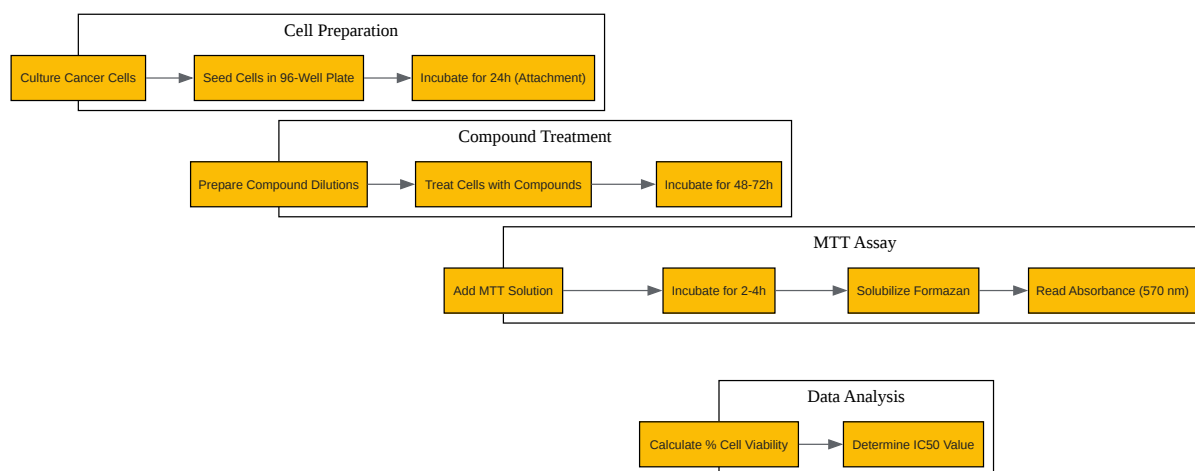 Cell Preparation
Culture Cancer Cells
Seed Cells in 96-Well Plate
Incubate for 24h (Attachment)
Compound Treatment
Prepare Compound Dilutions
Treat Cells with Compounds
Incubate for 48-72h
MTT Assay
Add MTT Solution
Incubate for 2-4h
Solubilize Formazan
Read Absorbance (570 nm)
Data Analysis
Calculate % Cell Viability
Determine IC50 Value